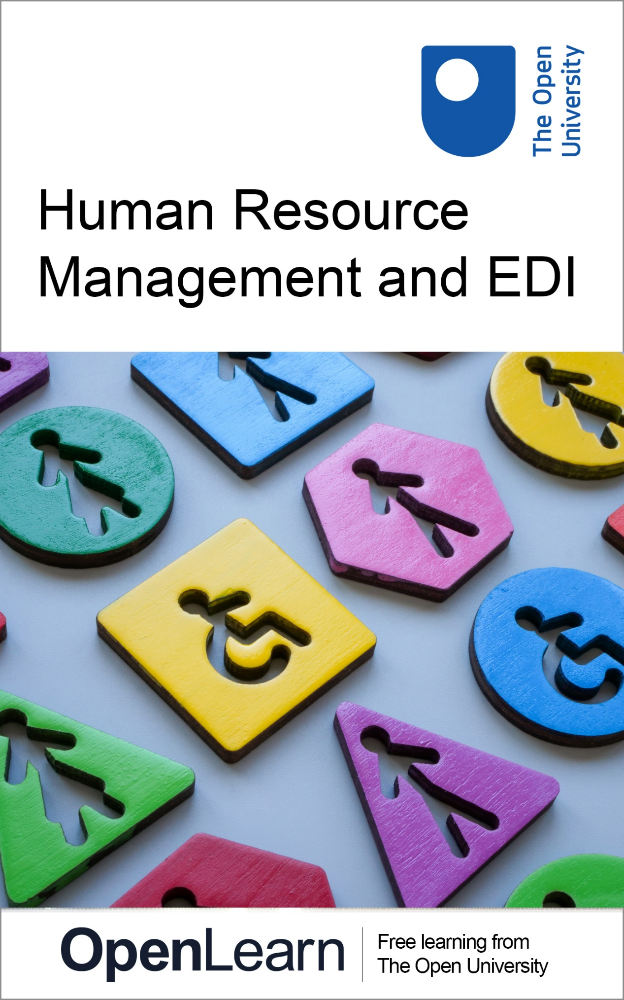 The Open
University
Human Resource
Management and EDI
OpenLearn
Free learning from
The Open University